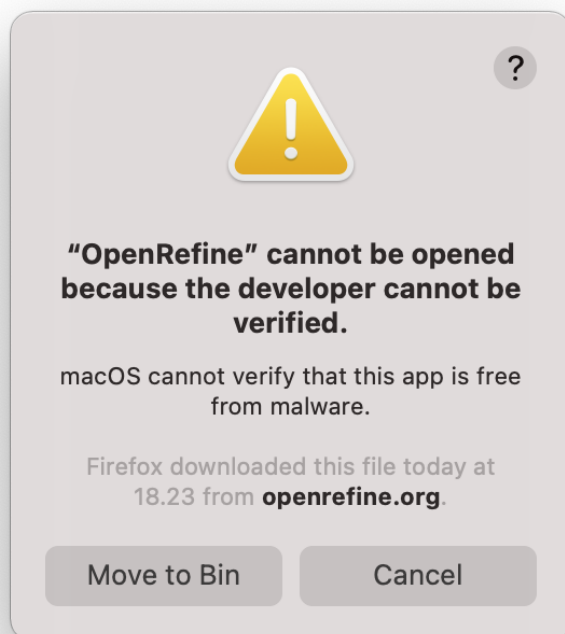 ?
“OpenRefine” cannot be opened
because the developer cannot be
verified.
macOS cannot verify that this app is free
from malware.
Firefox downloaded this file today at
18.23 from openrefine.org.
Move to Bin
Cancel